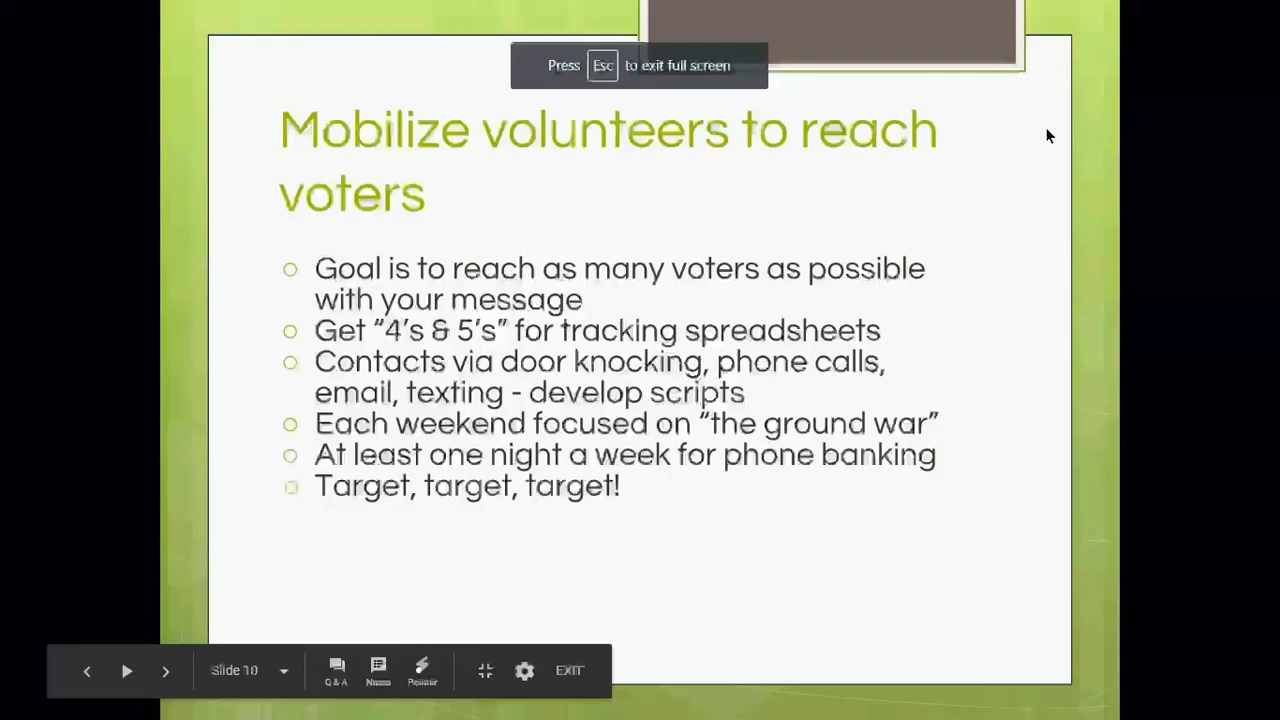 Press Esc to exit full screen
Mobilize volunteers to reach
voters
Goal is to reach as many voters as possible
with your message
Get “4’s & 5’s” for tracking spreadsheets
Contacts via door knocking, phone calls,
email, texting - develop scripts
Each weekend focused on “the ground war”
At least one night a week for phone banking
Target, target, target!
Slide 10
Q & A Notes Pointer
EXIT